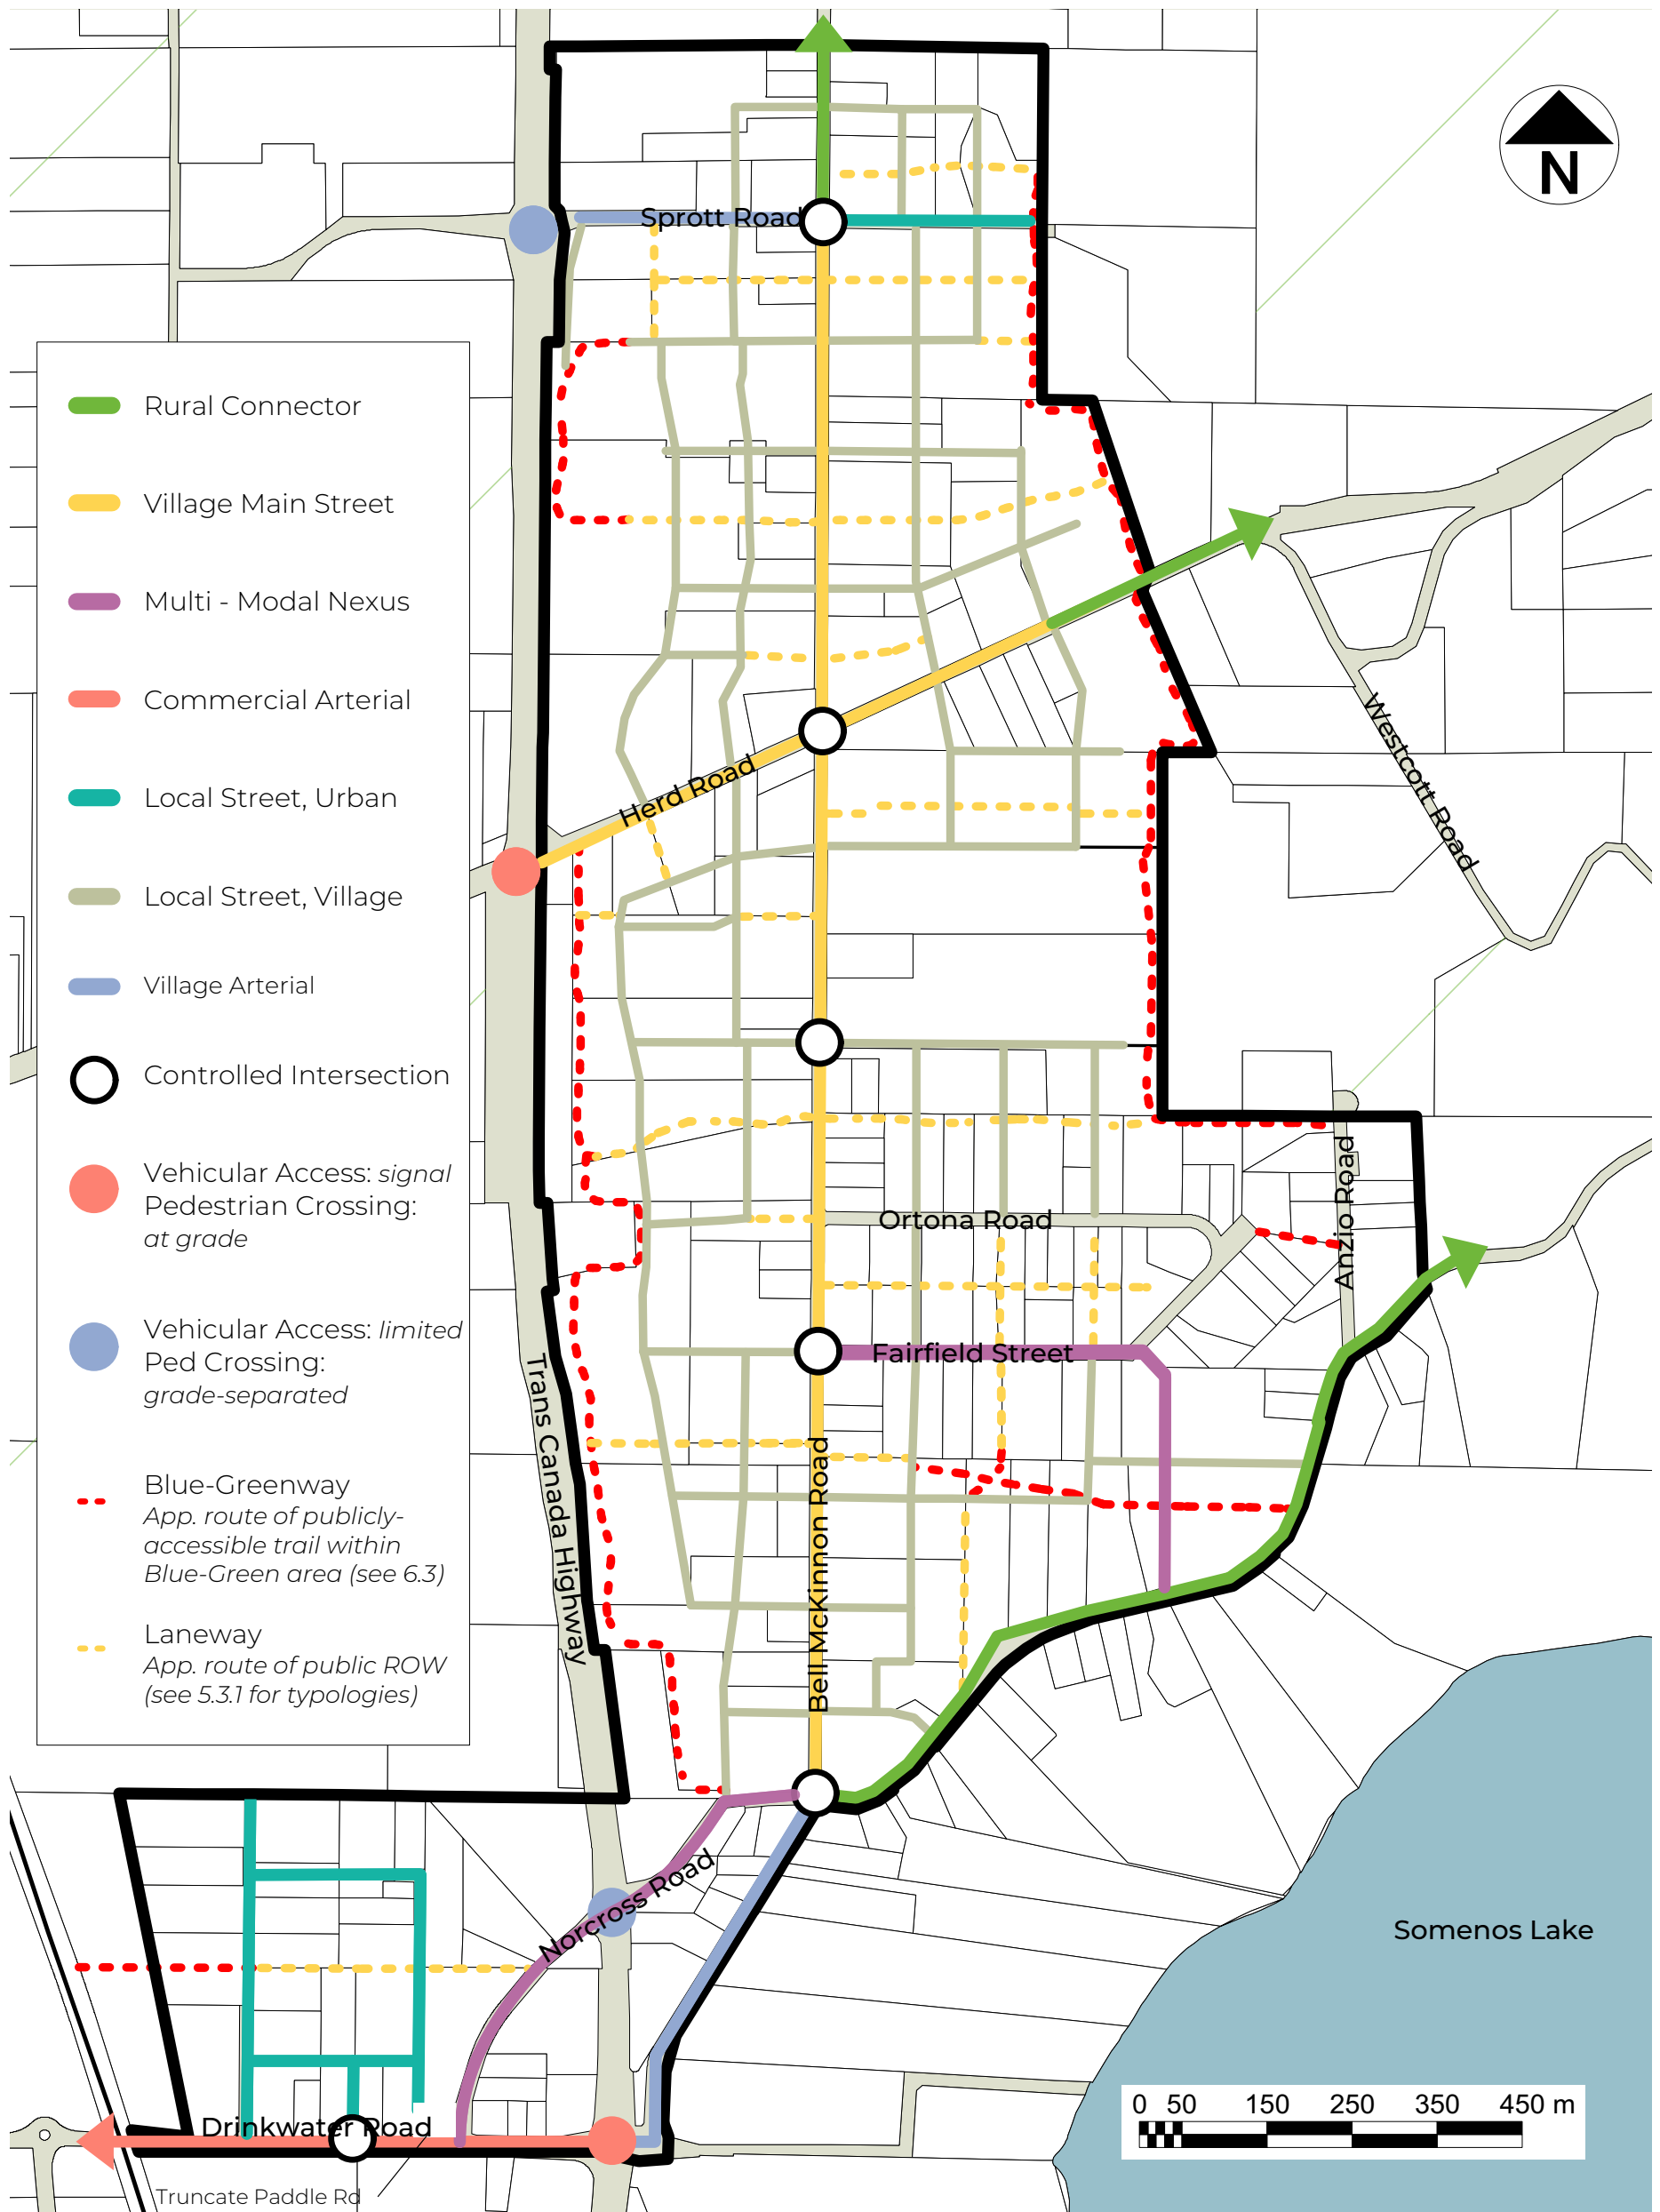 N
Sprott Road
Rural Connector
Village Main Street
Multi - Modal Nexus
Commercial Arterial
Local Street, Urban
Local Street, Village
Village Arterial
Controlled Intersection
Vehicular Access: signal
Pedestrian Crossing:
at grade
Vehicular Access: limited
Ped Crossing:
grade-separated
Blue-Greenway
App. route of publicly-
accessible trail within
Blue-Green area (see 6.3)
Laneway
App. route of public ROW
(see 5.3.1 for typologies)
Westcott Road
Herd Road
Ortona Road
Anzio Road
Fairfield Street
Trans Canada Highway
Bell McKinnon Road
Norcross Road
Somenos Lake
Drinkwater Road
Truncate Paddle Rd
0 50 150 250 350 450 m